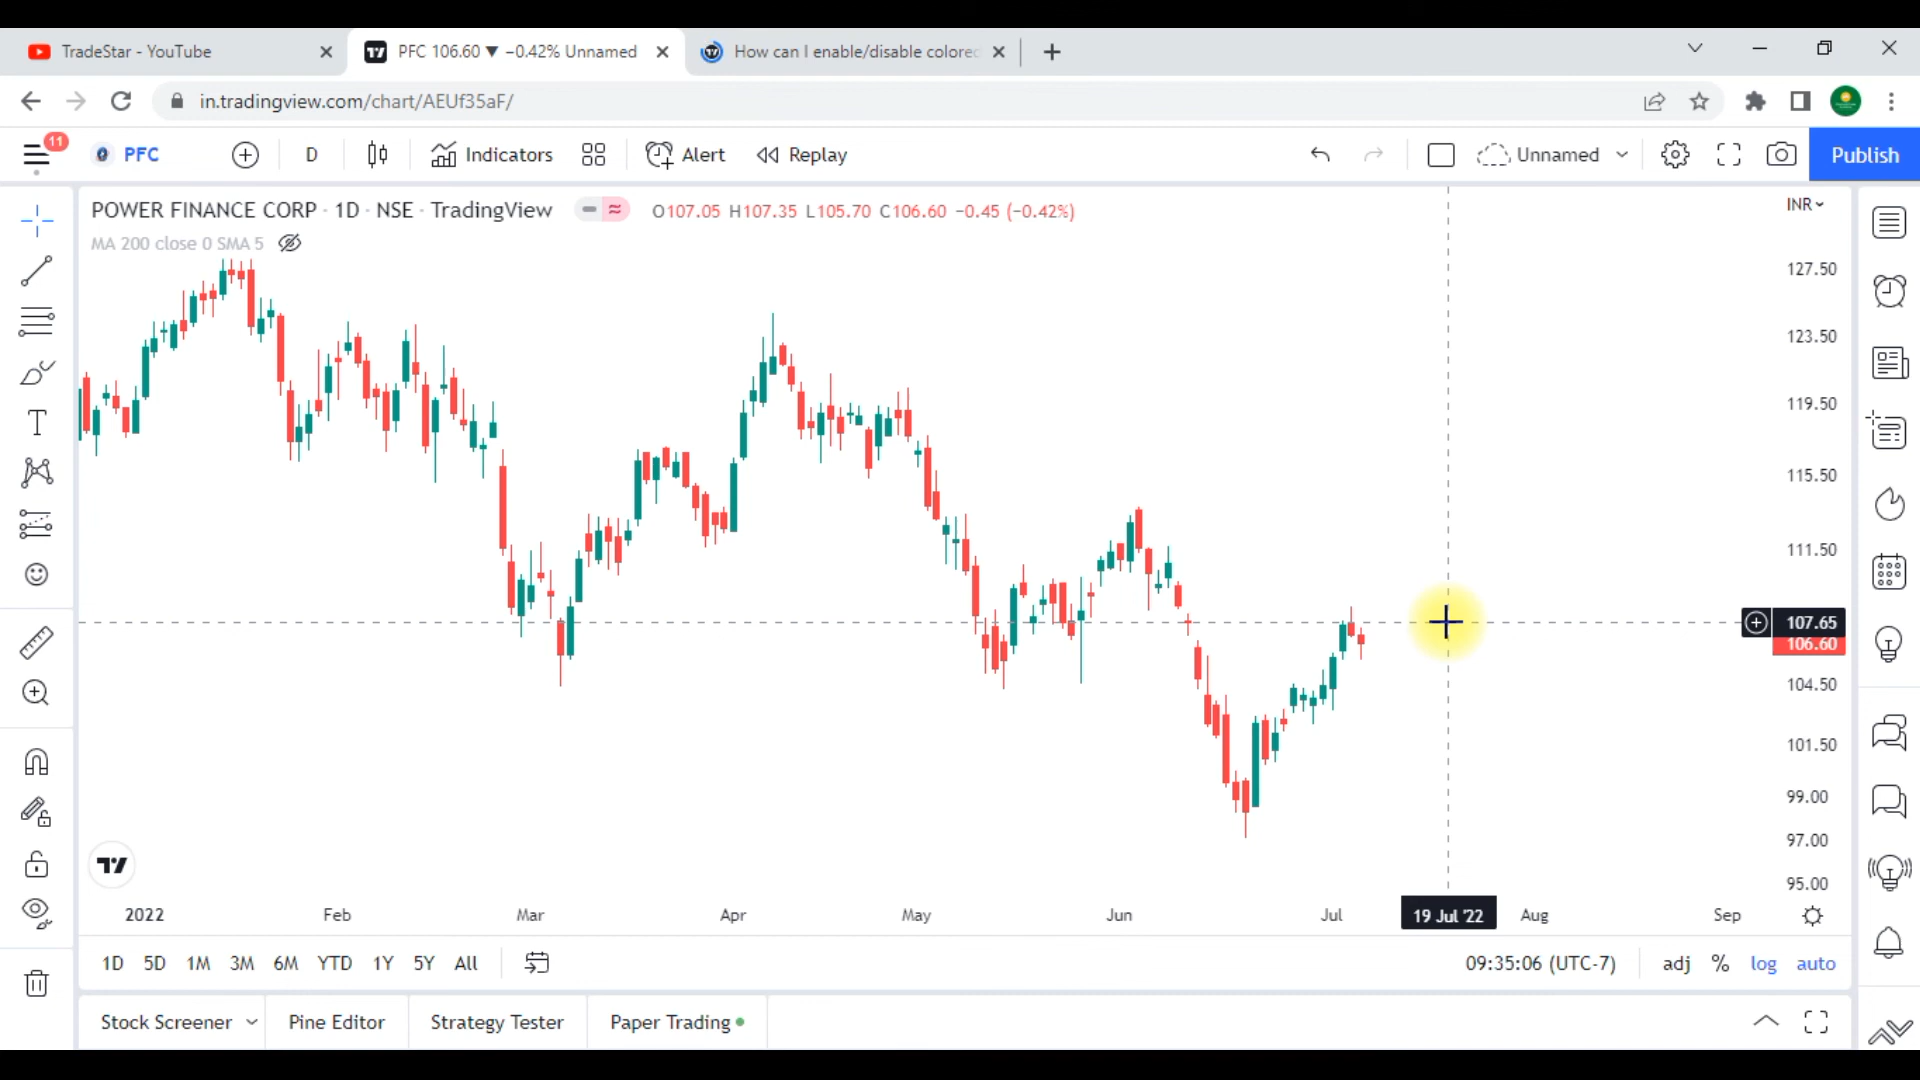 TradeStar - YouTube
PFC 106.60 ▼ −0.42% Unnamed
How can I enable/disable colored
in.tradingview.com/chart/AEUf35aF/
11
PFC
D
Indicators
Alert
Replay
Unnamed
Publish
POWER FINANCE CORP · 1D · NSE · TradingView
O107.05 H107.35 L105.70 C106.60 −0.45 (−0.42%)
INR
MA 200 close 0 SMA 5
127.50
123.50
119.50
115.50
111.50
107.65
106.60
104.50
101.50
99.00
97.00
95.00
2022 Feb Mar Apr May Jun Jul 19 Jul '22 Aug Sep
1D 5D 1M 3M 6M YTD 1Y 5Y All
09:35:06 (UTC-7)
adj % log auto
Stock Screener
Pine Editor
Strategy Tester
Paper Trading